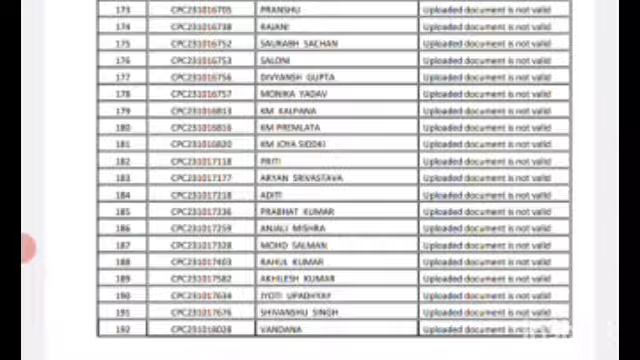 173 CPC231016705 PRANSHU Uploaded document is not valid
174 CPC231016738 RAJANI Uploaded document is not valid
175 CPC231016752 SAURABH SACHAN Uploaded document is not valid
176 CPC231016753 SALONI Uploaded document is not valid
177 CPC231016756 DIVYANSH GUPTA Uploaded document is not valid
178 CPC231016757 MONIKA YADAV Uploaded document is not valid
179 CPC231016813 KM KALPANA Uploaded document is not valid
180 CPC231016816 KM PREMLATA Uploaded document is not valid
181 CPC231016820 KM JOYA SIDDKI Uploaded document is not valid
182 CPC231017118 PRITI Uploaded document is not valid
183 CPC231017177 ARYAN SRIVASTAVA Uploaded document is not valid
184 CPC231017218 ADITI Uploaded document is not valid
185 CPC231017236 PRABHAT KUMAR Uploaded document is not valid
186 CPC231017259 ANJALI MISHRA Uploaded document is not valid
187 CPC231017328 MOHD SALMAN Uploaded document is not valid
188 CPC231017403 RAHUL KUMAR Uploaded document is not valid
189 CPC231017582 AKHILESH KUMAR Uploaded document is not valid
190 CPC231017634 JYOTI UPADHYAY Uploaded document is not valid
191 CPC231017676 SHIVANSHU SINGH Uploaded document is not valid
192 CPC231018028 VANDANA Uploaded document is not valid